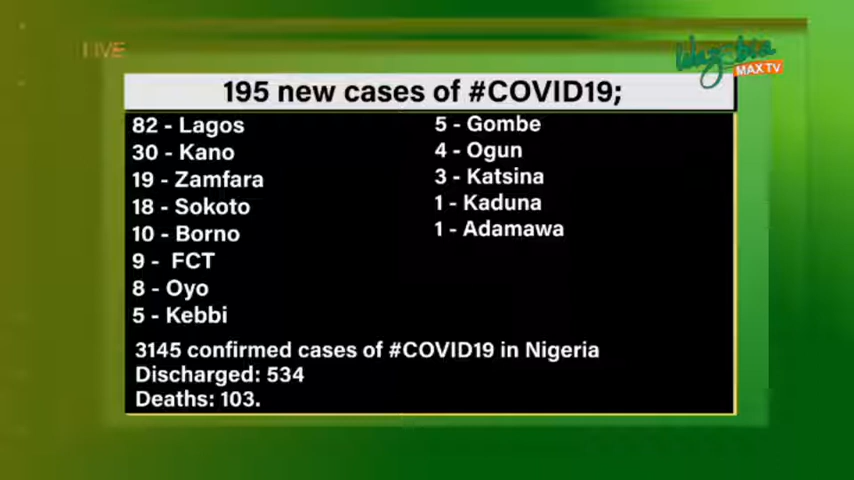 LIVE
Wazobia
MAX TV
195 new cases of #COVID19;
82 - Lagos
30 - Kano
19 - Zamfara
18 - Sokoto
10 - Borno
9 - FCT
8 - Oyo
5 - Kebbi
5 - Gombe
4 - Ogun
3 - Katsina
1 - Kaduna
1 - Adamawa
3145 confirmed cases of #COVID19 in Nigeria
Discharged: 534
Deaths: 103.